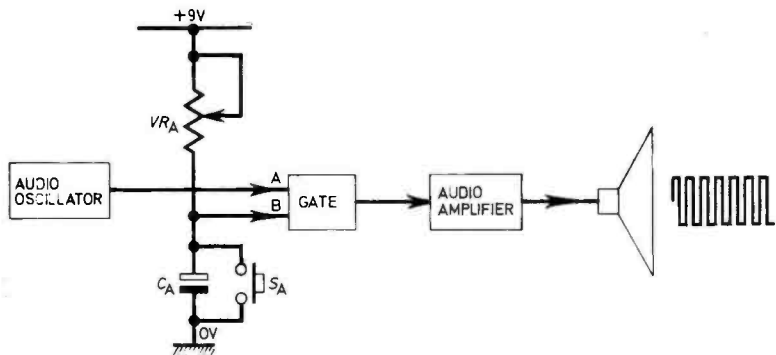 +9V
VRA
AUDIO
OSCILLATOR
A
B
GATE
AUDIO
AMPLIFIER
CA
SA
0V